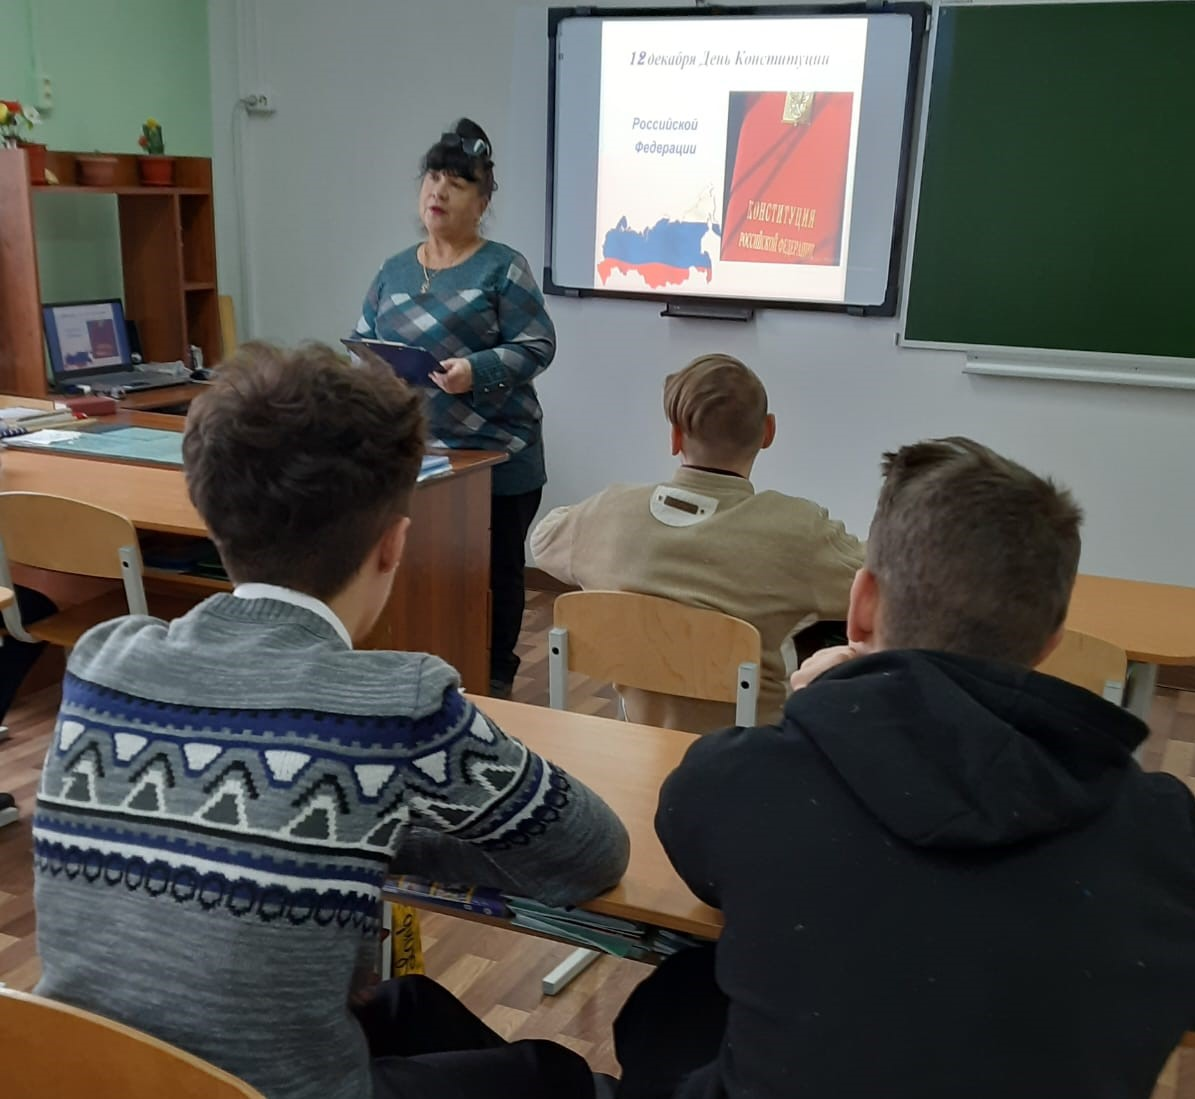 12 декабря День Конституции
Российской
Федерации
КОНСТИТУЦИЯ
РОССИЙСКОЙ ФЕДЕРАЦИИ